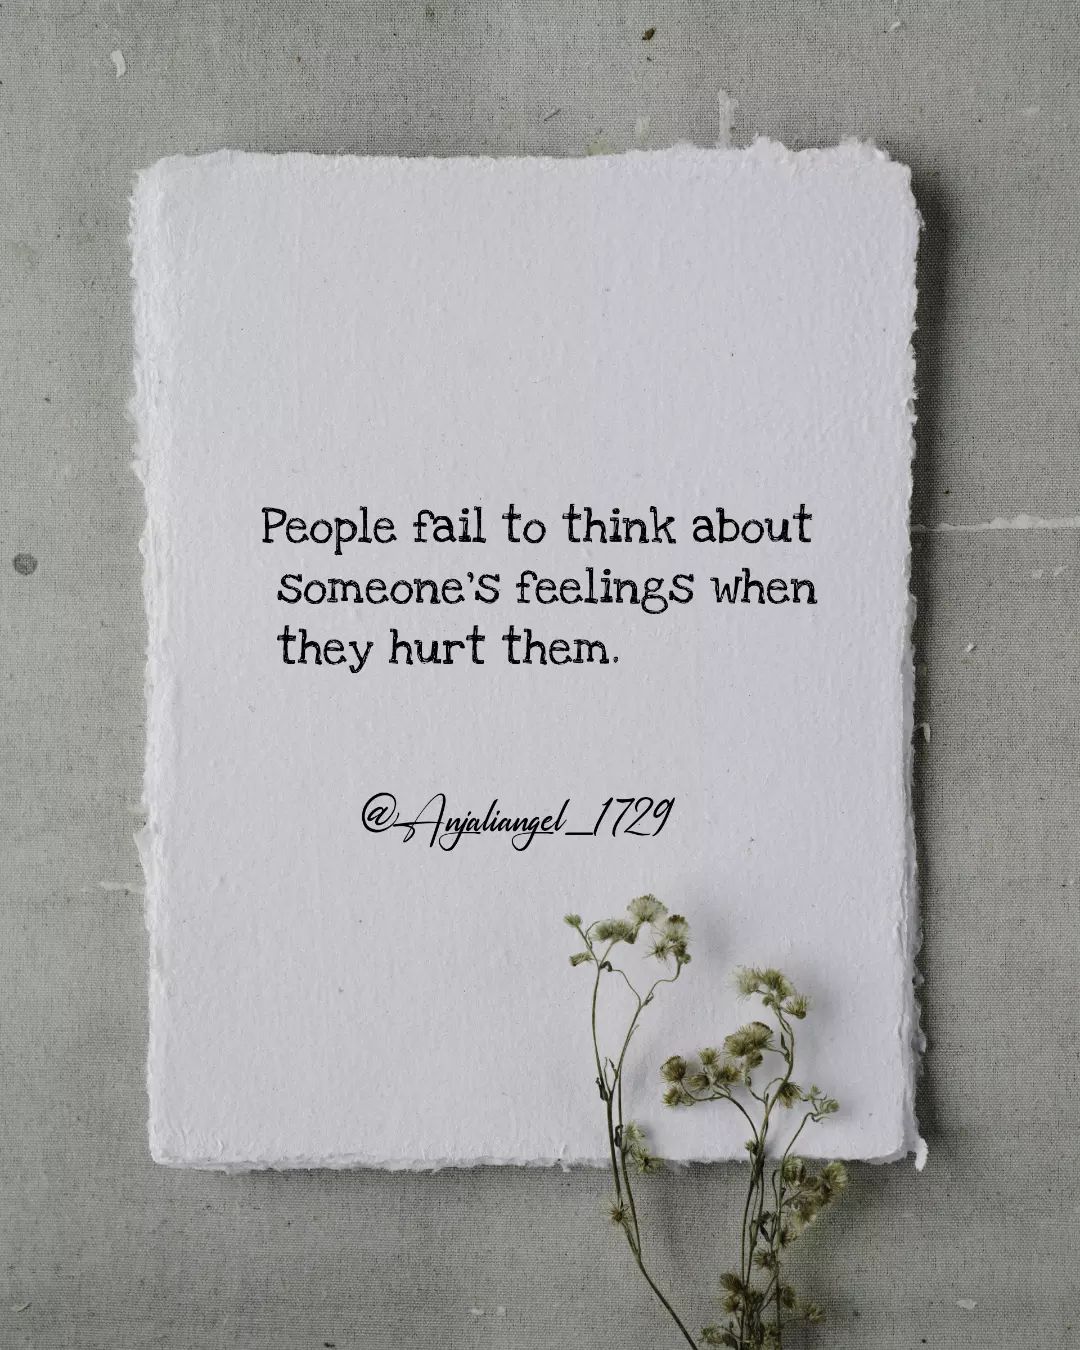 People fail to think about
someone's feelings when
they hurt them.
@Anjaliangel_1729